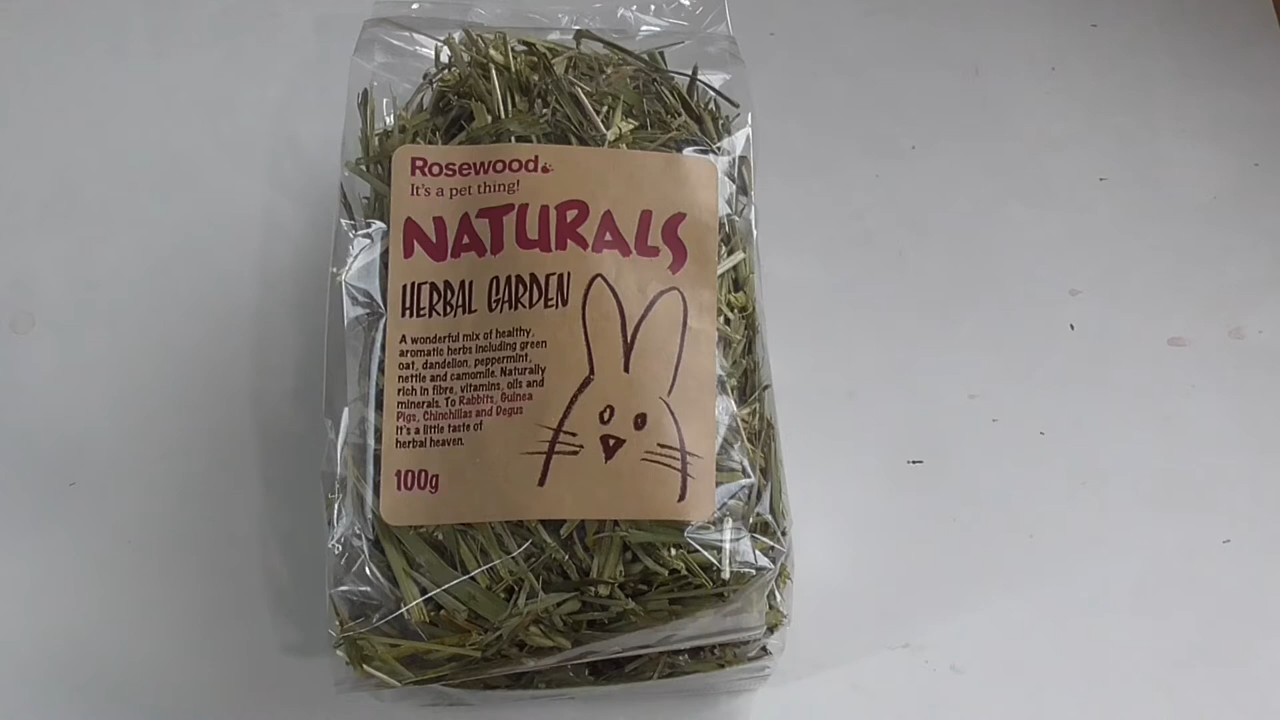 Rosewood
It's a pet thing!
NATURALS
HERBAL GARDEN
A wonderful mix of healthy,
aromatic herbs including green
oat, dandelion, peppermint,
nettle and camomile. Naturally
rich in fibre, vitamins, oils and
minerals. To Rabbits, Guinea
Pigs, Chinchillas and Degus
It's a little taste of
herbal heaven.
100g